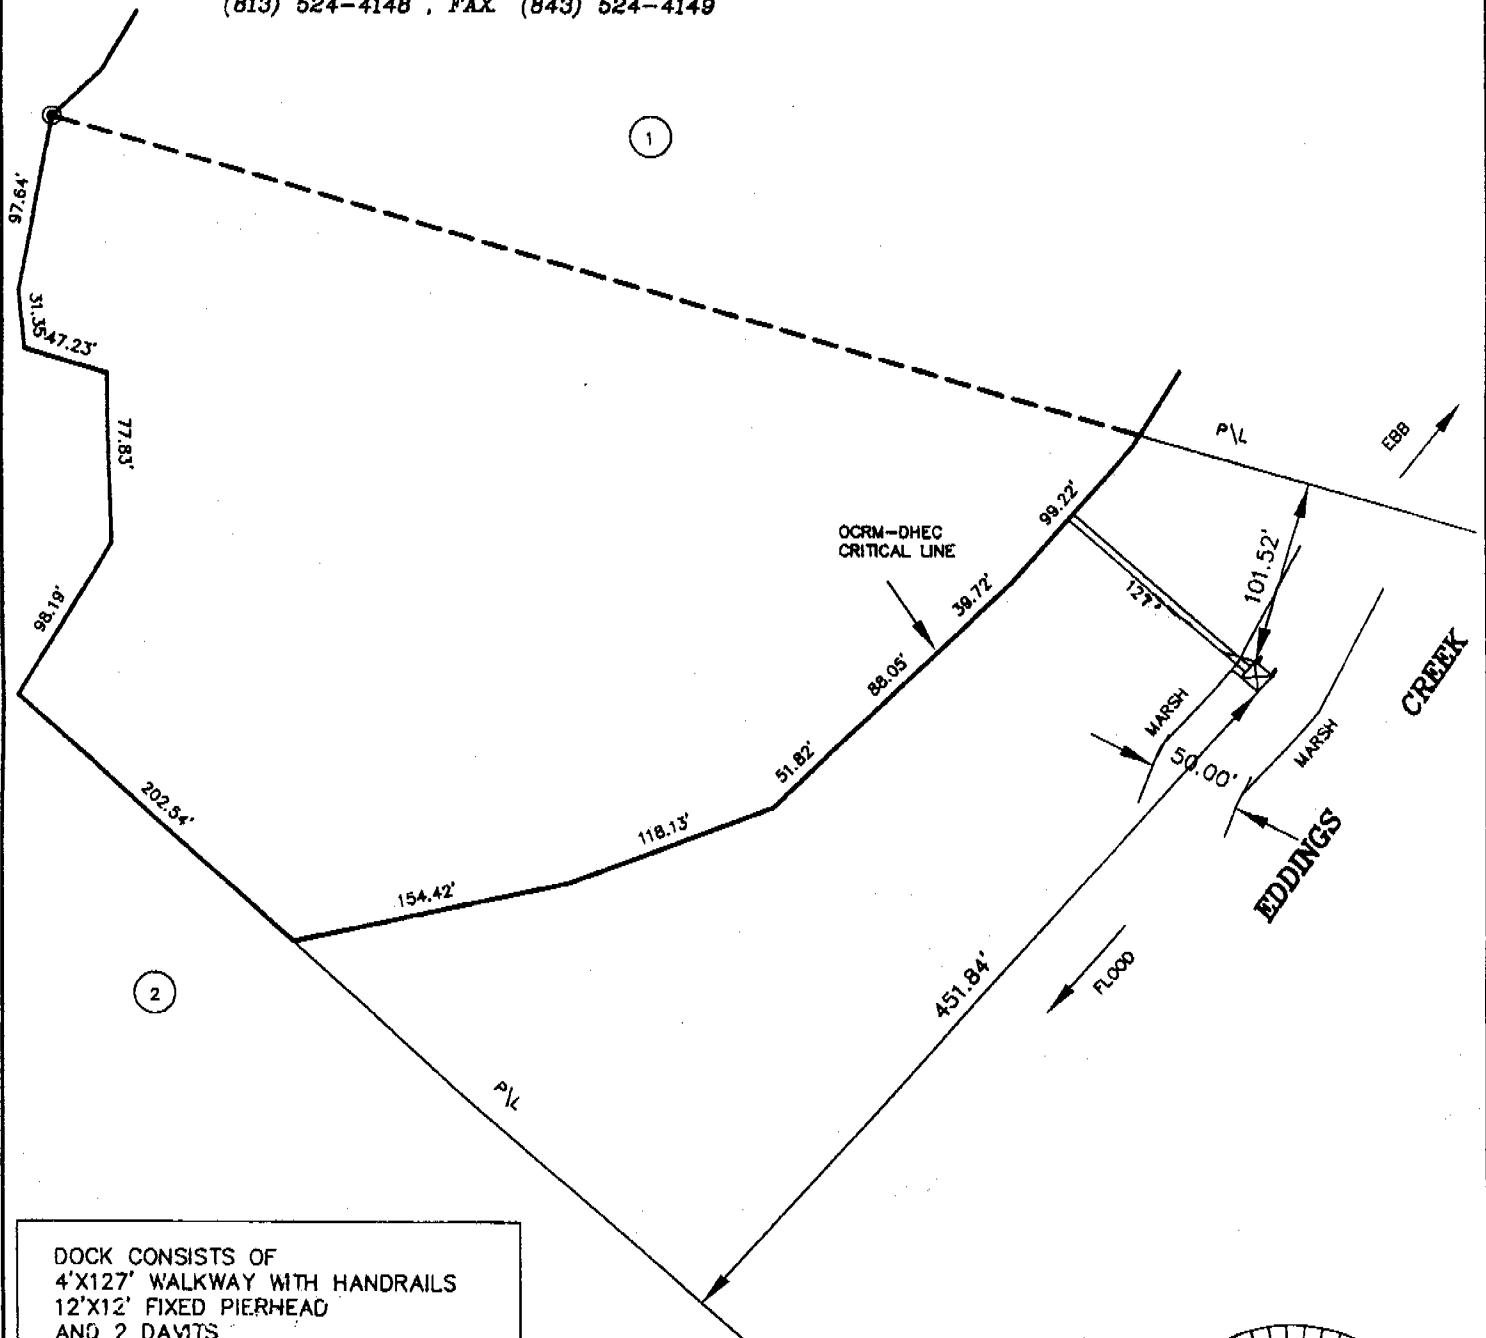 (813) 524-4148 , FAX (843) 524-4149
1
97.64'
31.35'
47.23'
77.83'
98.19'
202.54'
154.42'
118.13'
51.82'
88.05'
39.72'
99.22'
OCRM-DHEC
CRITICAL LINE
P\L
EBB
101.52'
127'
MARSH
50.00'
MARSH
CREEK
EDDINGS
451.84'
FLOOD
2
P\L
DOCK CONSISTS OF
4'X127' WALKWAY WITH HANDRAILS
12'X12' FIXED PIERHEAD
AND 2 DAVITS